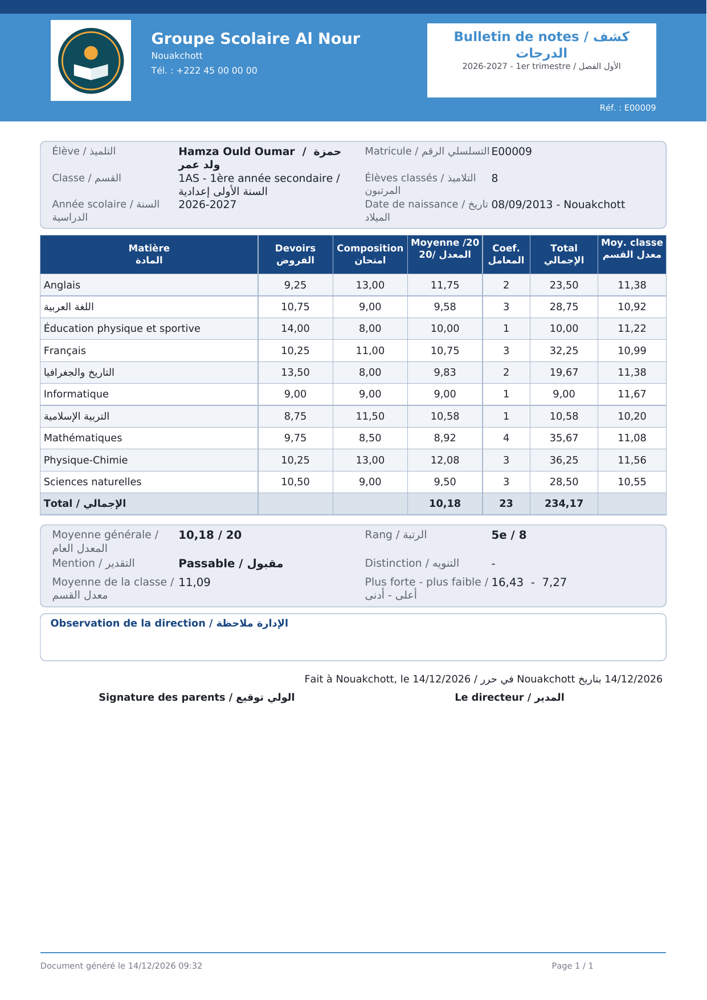 Groupe Scolaire Al Nour
Nouakchott
Tél. : +222 45 00 00 00
Bulletin de notes / كشف
الدرجات
2026-2027 - 1er trimestre / الأول الفصل
Réf. : E00009
Élève / التلميذ Hamza Ould Oumar / حمزة
ولد عمر
Matricule / التسلسلي الرقم E00009
Classe / القسم 1AS - 1ère année secondaire /
السنة الأولى إعدادية
Élèves classés / التلاميذ 8
المرتبون
Année scolaire / السنة 2026-2027
الدراسية
Date de naissance / تاريخ 08/09/2013 - Nouakchott
الميلاد
Matière Devoirs Composition Moyenne /20 Coef. Total Moy. classe
المادة الفروض امتحان المعدل /20 المعامل الإجمالي معدل القسم
Anglais 9,25 13,00 11,75 2 23,50 11,38
اللغة العربية 10,75 9,00 9,58 3 28,75 10,92
Éducation physique et sportive 14,00 8,00 10,00 1 10,00 11,22
Français 10,25 11,00 10,75 3 32,25 10,99
التاريخ والجغرافيا 13,50 8,00 9,83 2 19,67 11,38
Informatique 9,00 9,00 9,00 1 9,00 11,67
التربية الإسلامية 8,75 11,50 10,58 1 10,58 10,20
Mathématiques 9,75 8,50 8,92 4 35,67 11,08
Physique-Chimie 10,25 13,00 12,08 3 36,25 11,56
Sciences naturelles 10,50 9,00 9,50 3 28,50 10,55
Total / الإجمالي 10,18 23 234,17
Moyenne générale / 10,18 / 20
المعدل العام
Rang / الرتبة 5e / 8
Mention / التقدير Passable / مقبول
Distinction / التنويه -
Moyenne de la classe / 11,09
معدل القسم
Plus forte - plus faible / 16,43 - 7,27
أعلى - أدنى
Observation de la direction / الإدارة ملاحظة
Fait à Nouakchott, le 14/12/2026 / في حرر Nouakchott بتاريخ 14/12/2026
Signature des parents / الولي توقيع
Le directeur / المدير
Document généré le 14/12/2026 09:32
Page 1 / 1